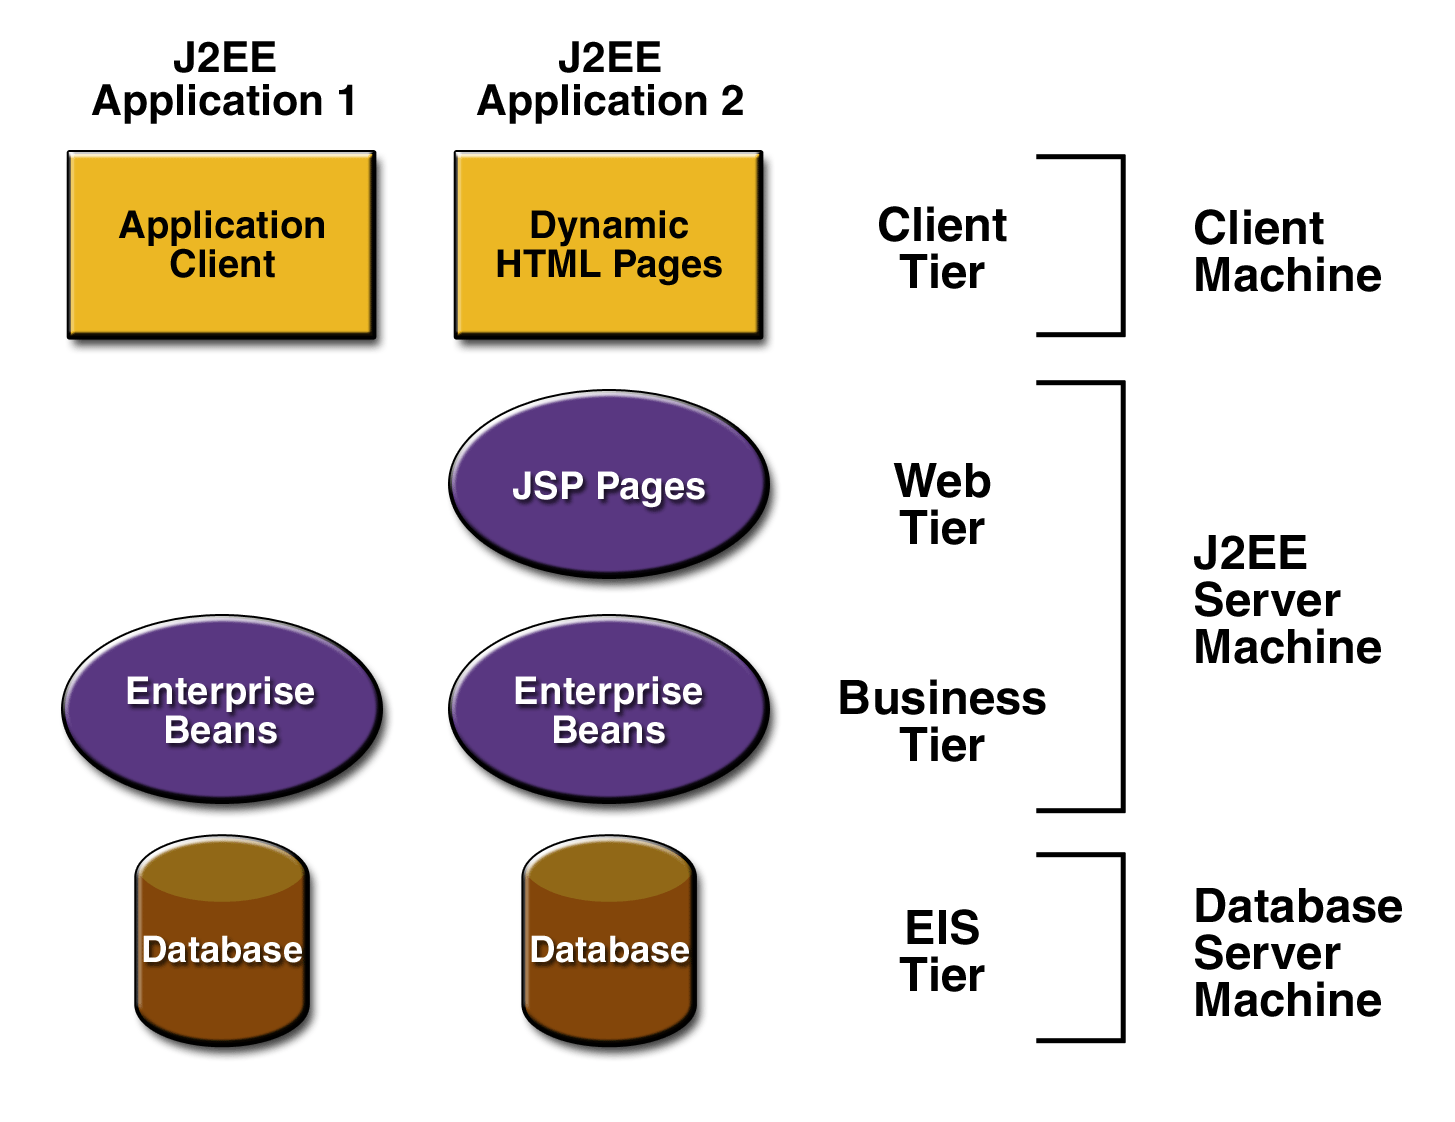 J2EE
Application 1
J2EE
Application 2
Application
Client
Dynamic
HTML Pages
Client
Tier
Client
Machine
JSP Pages
Web
Tier
J2EE
Server
Machine
Enterprise
Beans
Enterprise
Beans
Business
Tier
Database
Database
EIS
Tier
Database
Server
Machine